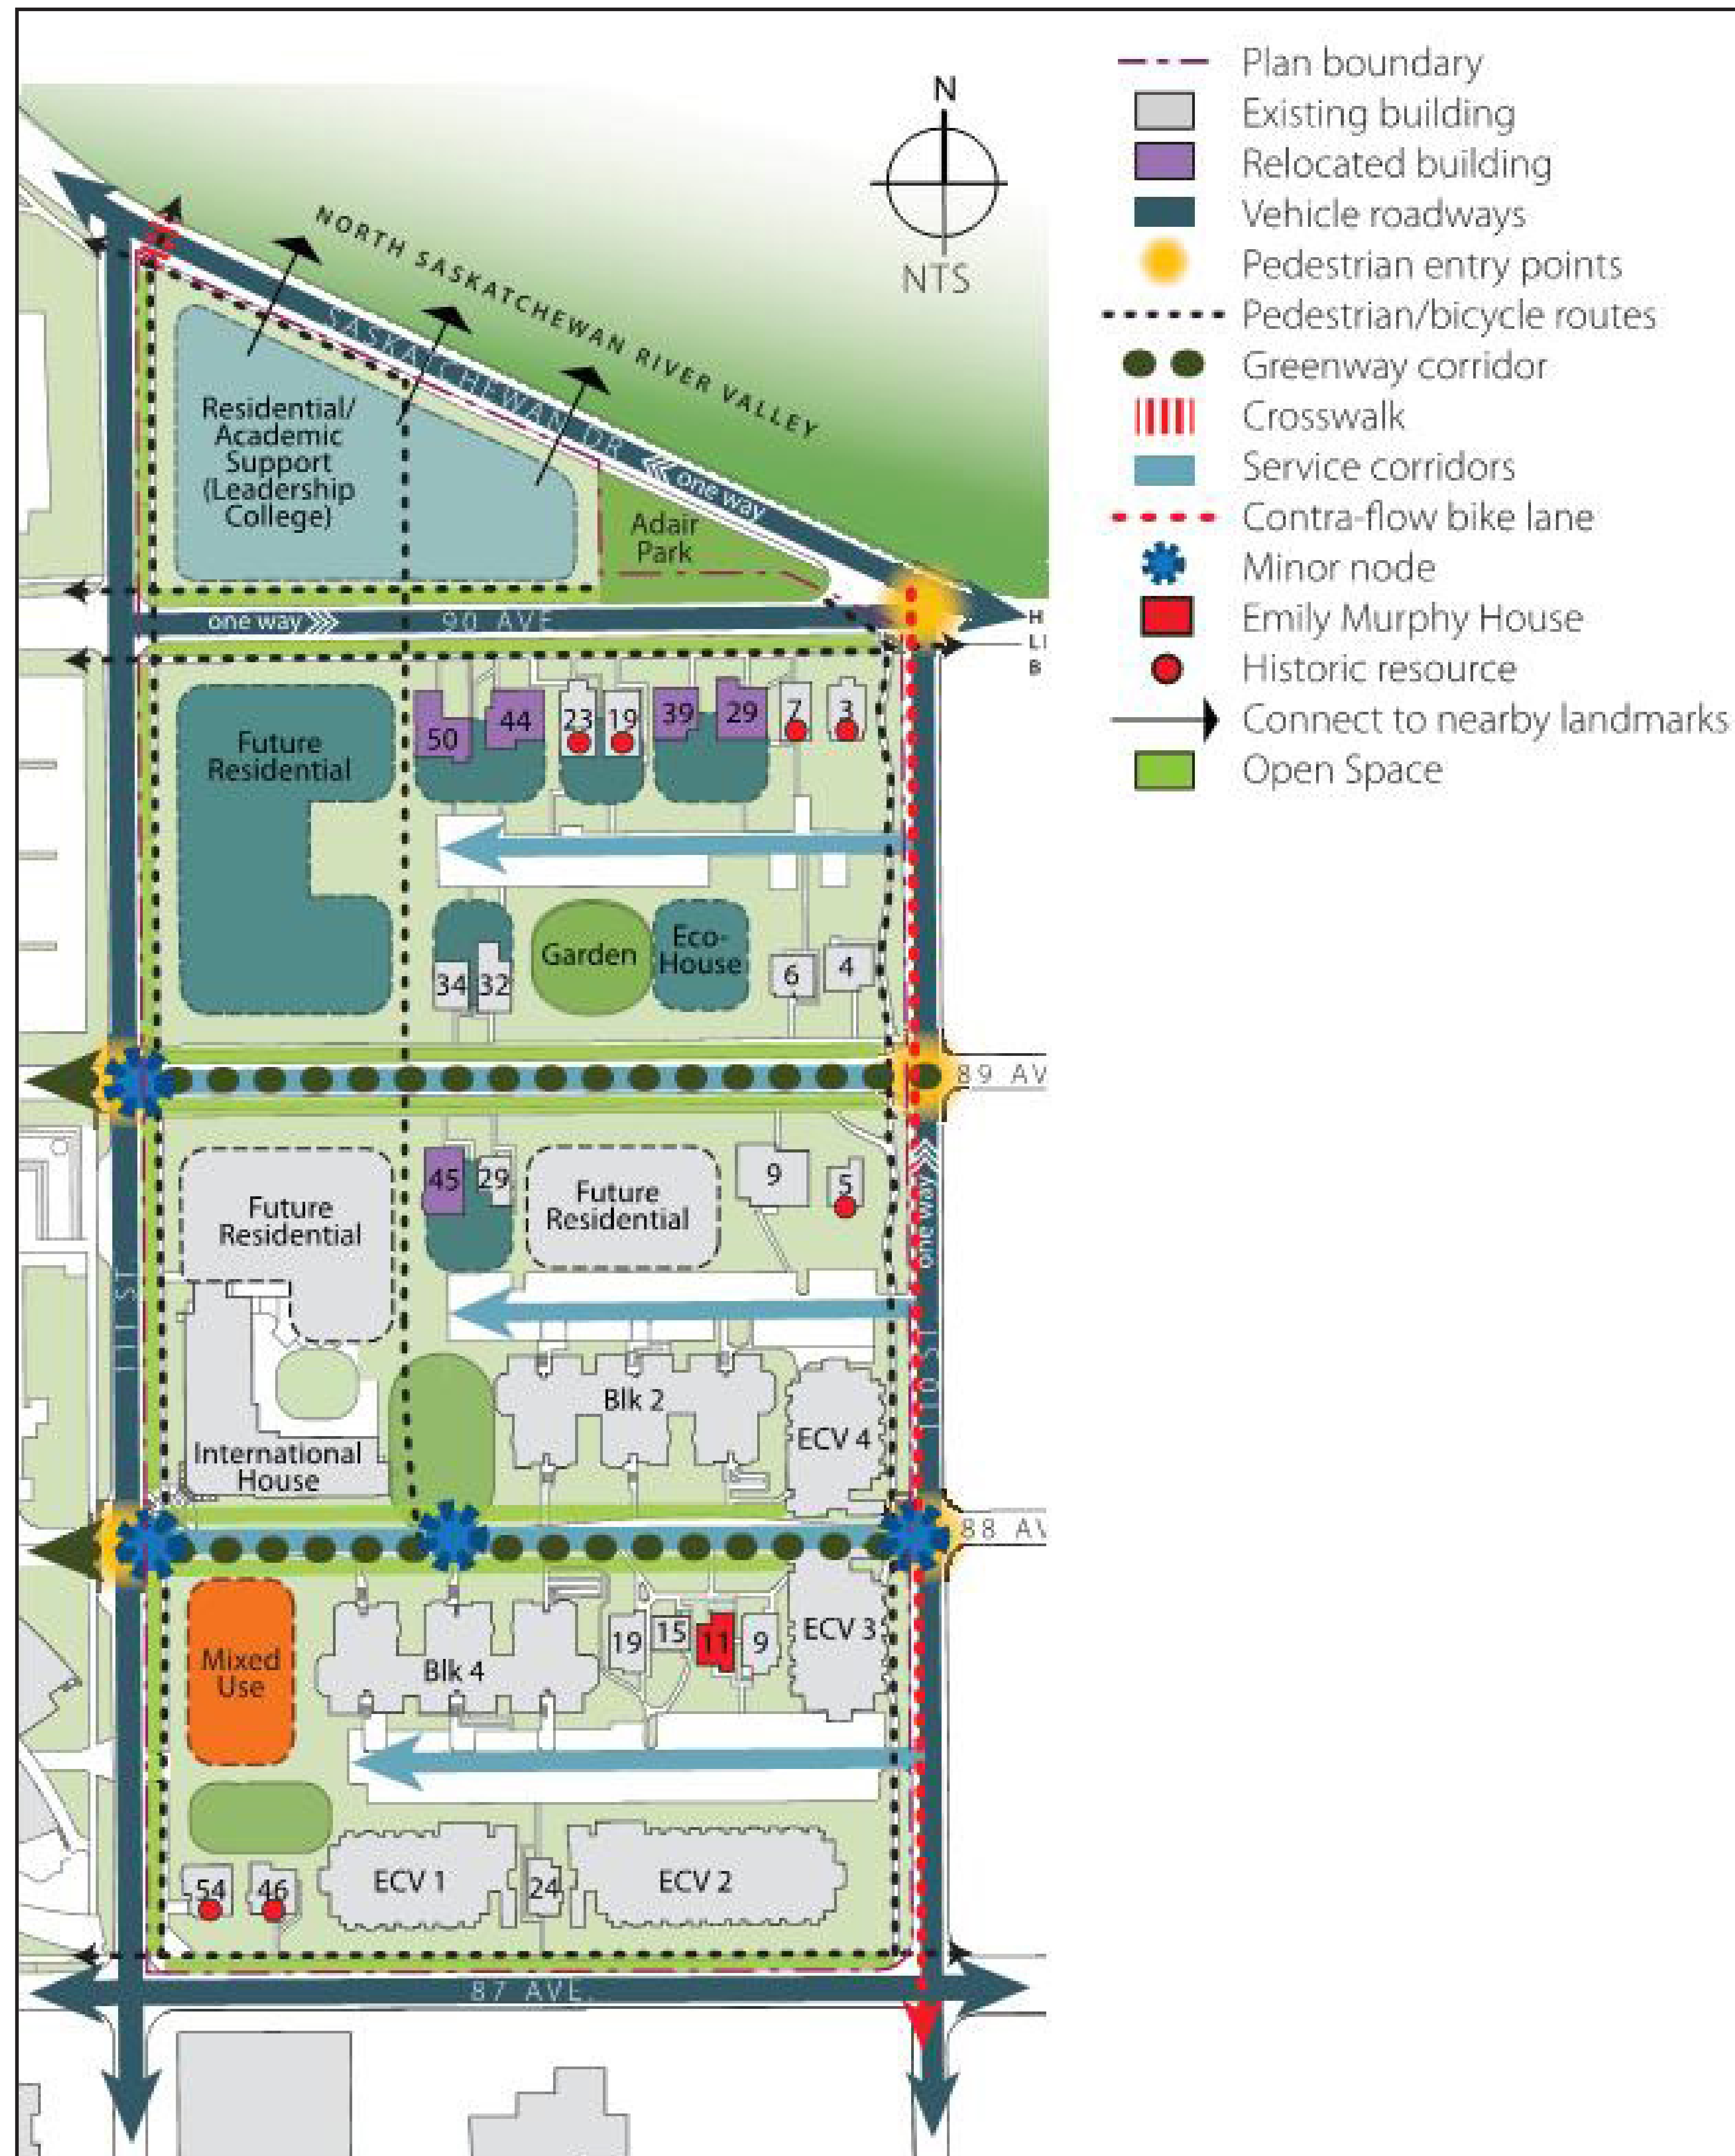 N
NTS
NORTH SASKATCHEWAN RIVER VALLEY
SASKATCHEWAN DR
one way
Residential/
Academic
Support
(Leadership
College)
Adair
Park
one way
90 AVE
H
LI
B
50
44
23
19
39
29
7
3
Future
Residential
34
32
Garden
Eco-
House
6
4
89 AV
45
29
Future
Residential
9
5
Future
Residential
one way
111 ST
110 ST
Blk 2
ECV 4
International
House
88 AV
Mixed
Use
Blk 4
19
15
11
9
ECV 3
54
46
ECV 1
24
ECV 2
87 AVE.
Plan boundary
Existing building
Relocated building
Vehicle roadways
Pedestrian entry points
Pedestrian/bicycle routes
Greenway corridor
Crosswalk
Service corridors
Contra-flow bike lane
Minor node
Emily Murphy House
Historic resource
Connect to nearby landmarks
Open Space